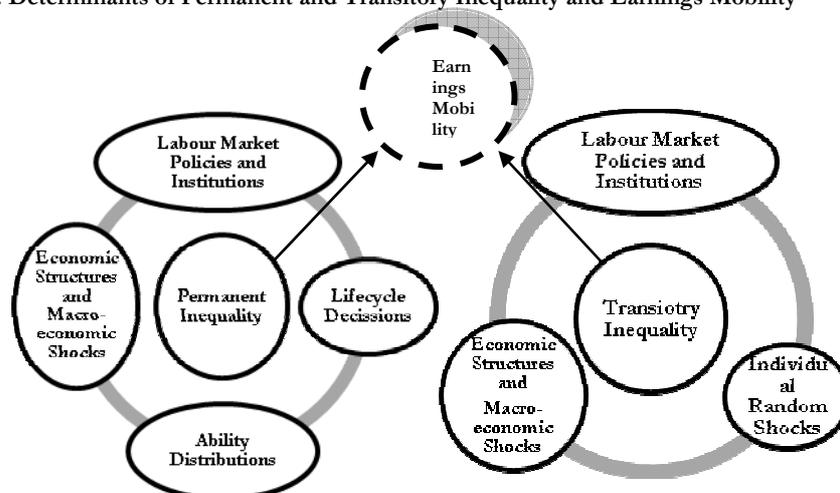 Determinants of Permanent and Transitory Inequality and Earnings Mobility
Earn
ings
Mobi
lity
Labour Market
Policies and
Institutions
Economic
Structures
and
Macro-
economic
Shocks
Permanent
Inequality
Lifecycle
Decissions
Ability
Distributions
Labour Market
Policies and
Institutions
Transiotry
Inequality
Economic
Structures
and
Macro-
economic
Shocks
Individu
al
Random
Shocks